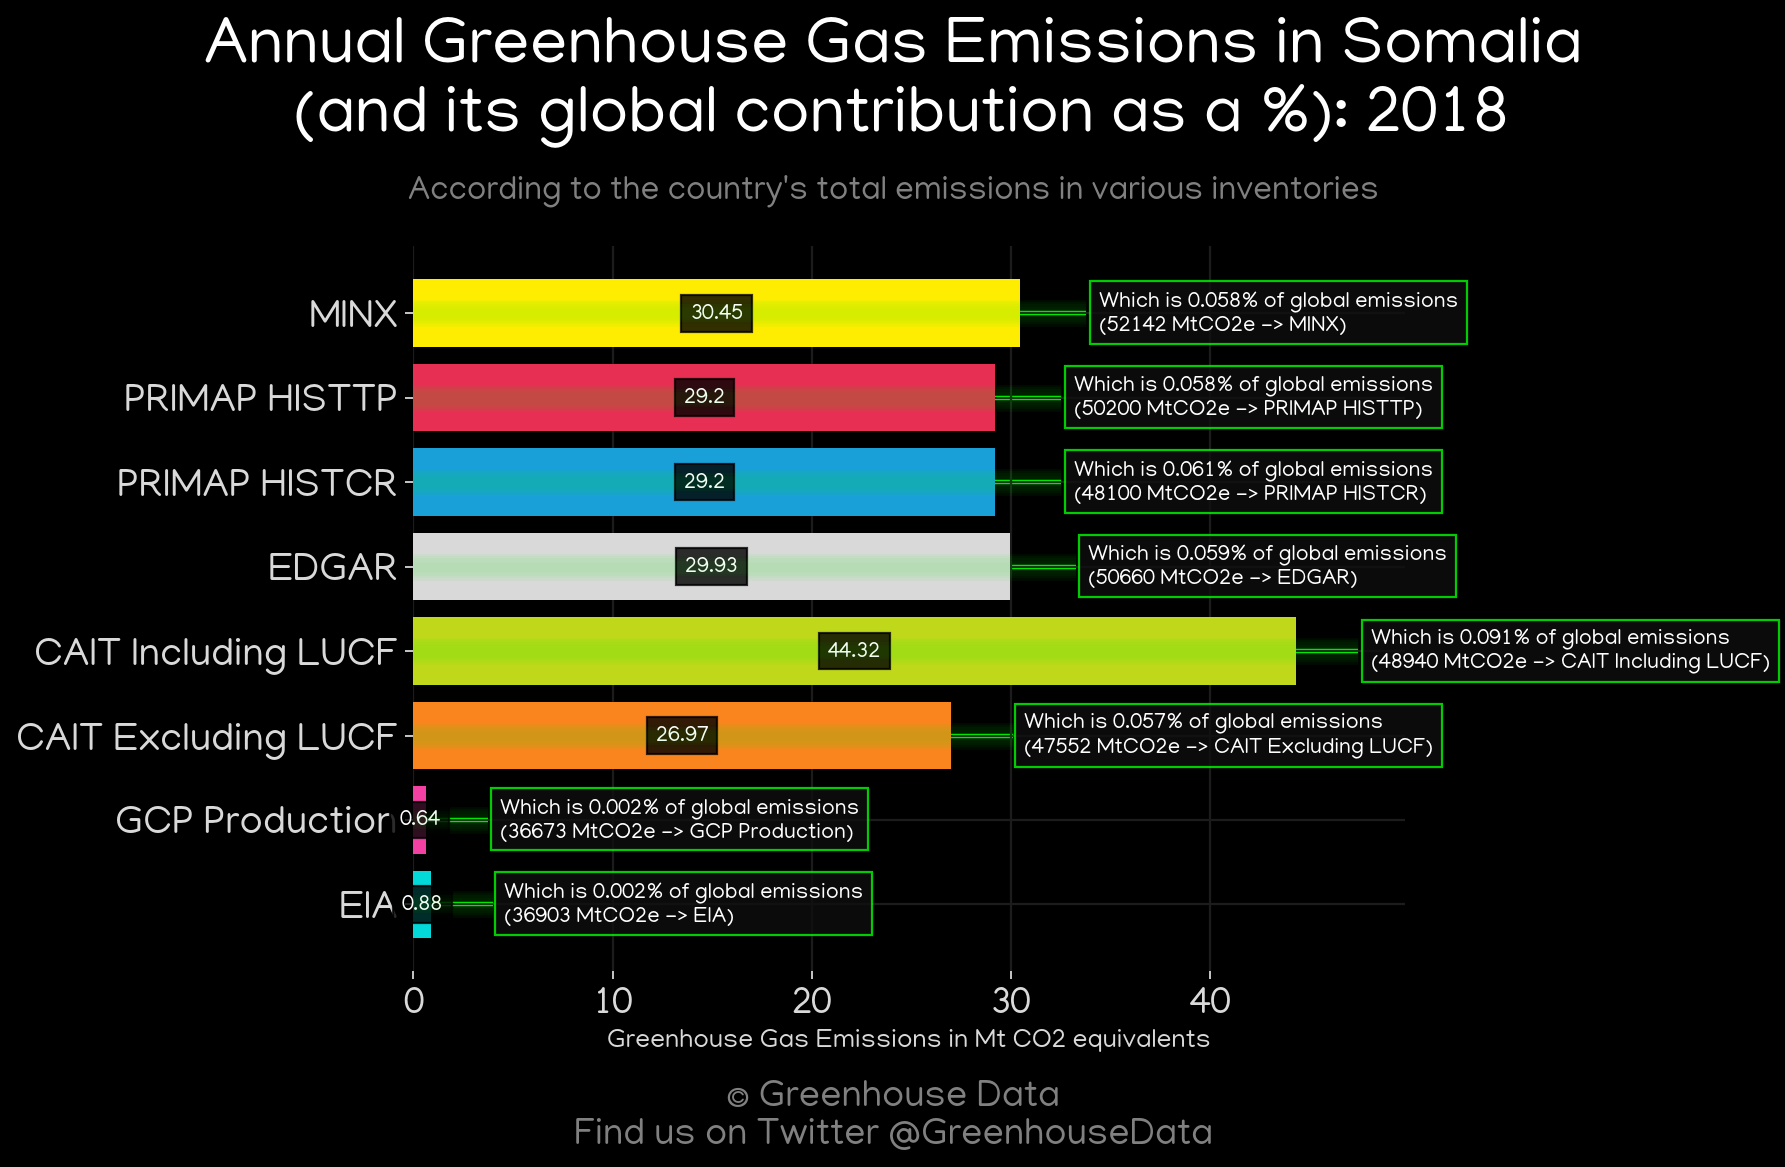 Annual Greenhouse Gas Emissions in Somalia
(and its global contribution as a %): 2018
According to the country's total emissions in various inventories
MINX
30.45
Which is 0.058% of global emissions
(52142 MtCO2e -> MINX)
PRIMAP HISTTP
29.2
Which is 0.058% of global emissions
(50200 MtCO2e -> PRIMAP HISTTP)
PRIMAP HISTCR
29.2
Which is 0.061% of global emissions
(48100 MtCO2e -> PRIMAP HISTCR)
EDGAR
29.93
Which is 0.059% of global emissions
(50660 MtCO2e -> EDGAR)
CAIT Including LUCF
44.32
Which is 0.091% of global emissions
(48940 MtCO2e -> CAIT Including LUCF)
CAIT Excluding LUCF
26.97
Which is 0.057% of global emissions
(47552 MtCO2e -> CAIT Excluding LUCF)
GCP Production
0.64
Which is 0.002% of global emissions
(36673 MtCO2e -> GCP Production)
EIA
0.88
Which is 0.002% of global emissions
(36903 MtCO2e -> EIA)
0 10 20 30 40
Greenhouse Gas Emissions in Mt CO2 equivalents
© Greenhouse Data
Find us on Twitter @GreenhouseData